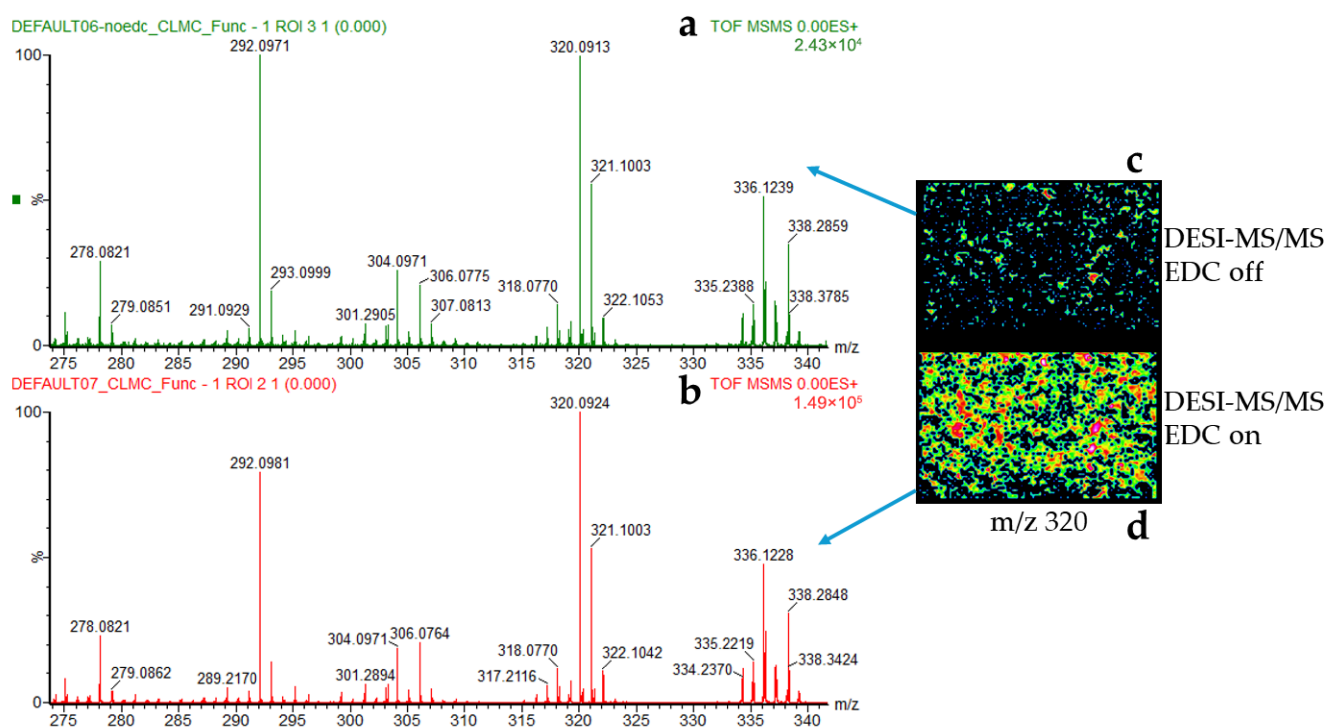 DEFAULT06-noedc_CLMC_Func - 1 ROI 3 1 (0.000)
a
TOF MSMS 0.00ES+
2.43×10⁴
100
%
0
292.0971
320.0913
321.1003
336.1239
338.2859
278.0821
279.0851
291.0929
293.0999
301.2905
304.0971
306.0775
307.0813
318.0770
322.1053
335.2388
338.3785
275 280 285 290 295 300 305 310 315 320 325 330 335 340
m/z
DEFAULT07_CLMC_Func - 1 ROI 2 1 (0.000)
b
TOF MSMS 0.00ES+
1.49×10⁵
100
%
0
320.0924
292.0981
321.1003
336.1228
338.2848
278.0821
279.0862
289.2170
301.2894
304.0971
306.0764
317.2116
318.0770
322.1042
334.2370
335.2219
338.3424
275 280 285 290 295 300 305 310 315 320 325 330 335 340
m/z
c
DESI-MS/MS
EDC off
DESI-MS/MS
EDC on
m/z 320
d